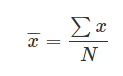 x̄ = ∑ x / N